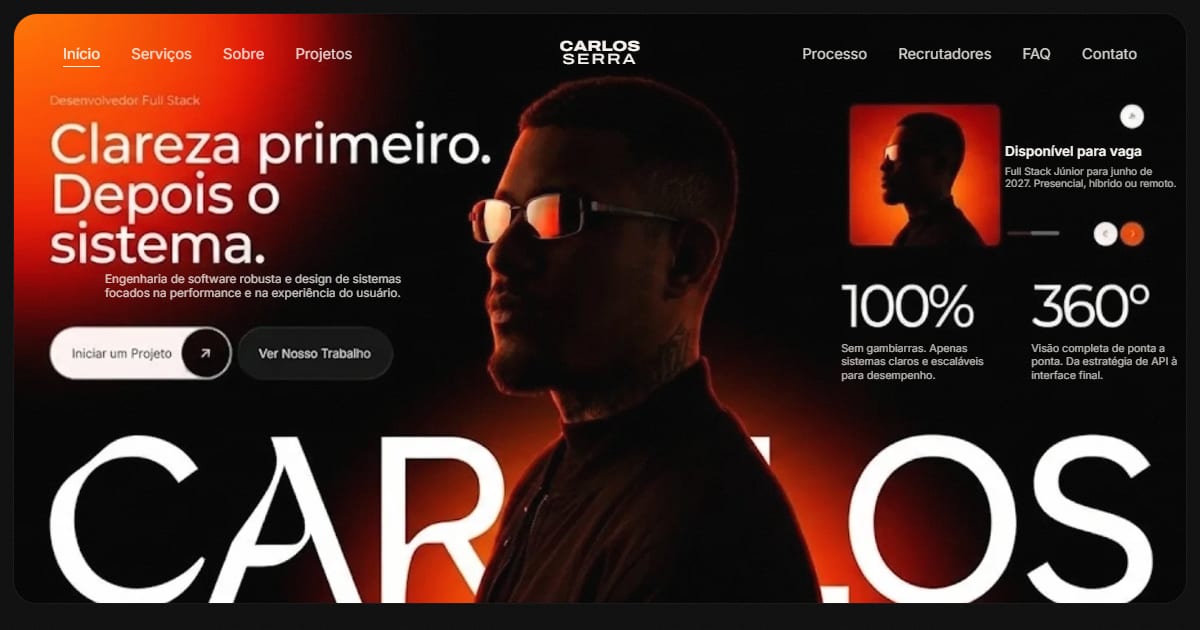 Início Serviços Sobre Projetos
CARLOS
SERRA
Processo Recrutadores FAQ Contato
Desenvolvedor Full Stack
Clareza primeiro.
Depois o
sistema.
Engenharia de software robusta e design de sistemas
focados na performance e na experiência do usuário.
Iniciar um Projeto
Ver Nosso Trabalho
Disponível para vaga
Full Stack Júnior para junho de
2027. Presencial, híbrido ou remoto.
100%
Sem gambiarras. Apenas
sistemas claros e escaláveis
para desempenho.
360º
Visão completa de ponta a
ponta. Da estratégia de API à
interface final.
CARLOS